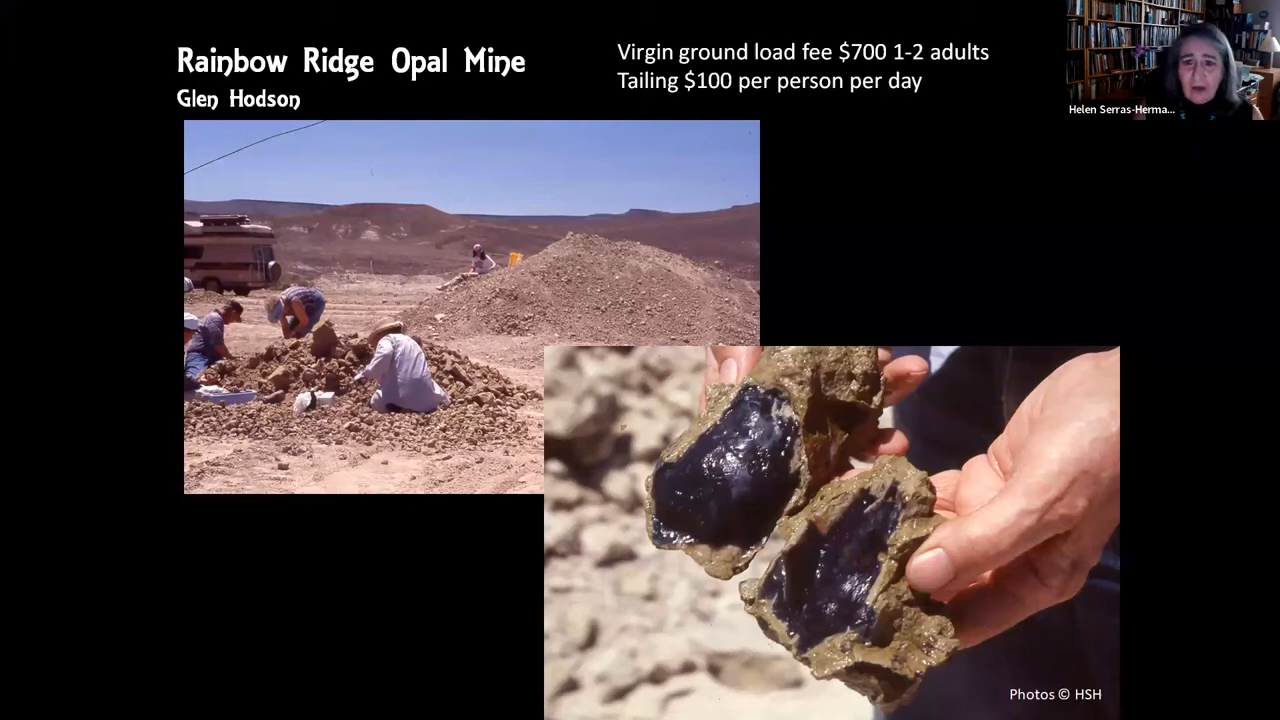 Rainbow Ridge Opal Mine
Glen Hodson
Virgin ground load fee $700 1-2 adults
Tailing $100 per person per day
Helen Serras-Herma...
Photos © HSH